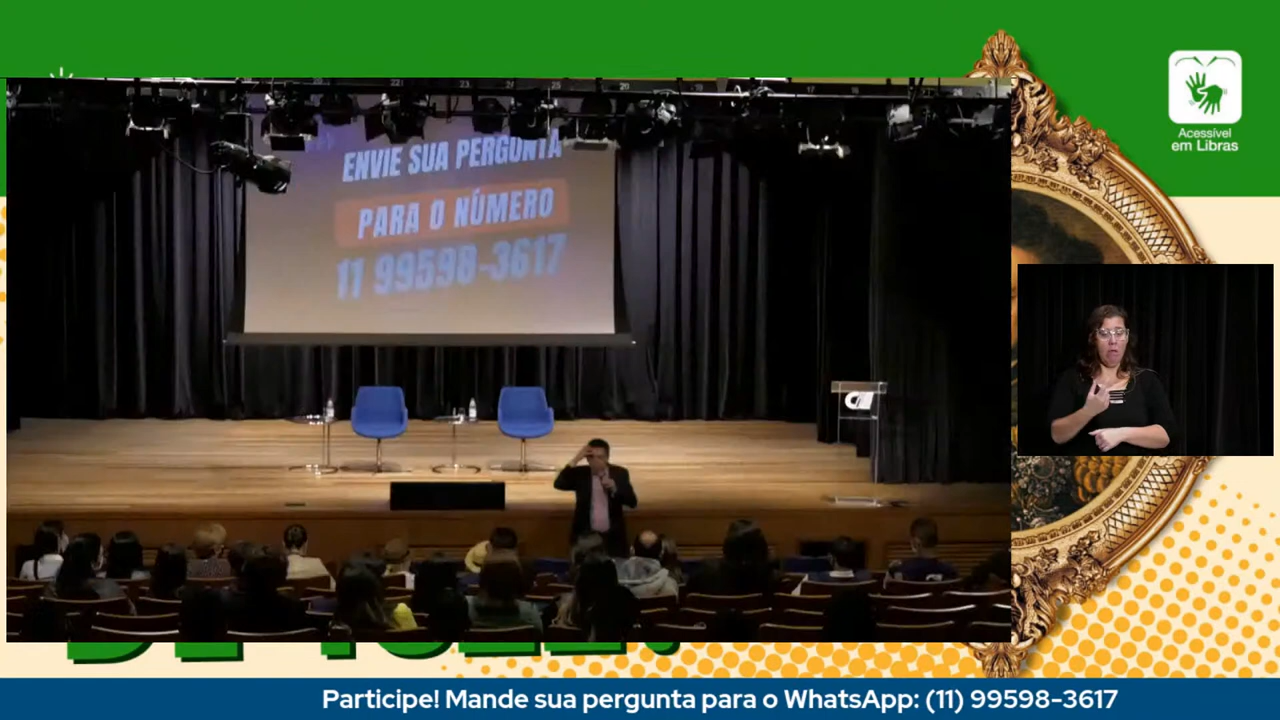 Acessível
em Libras
ENVIE SUA PERGUNTA
PARA O NÚMERO
11 99598-3617
Participe! Mande sua pergunta para o WhatsApp: (11) 99598-3617